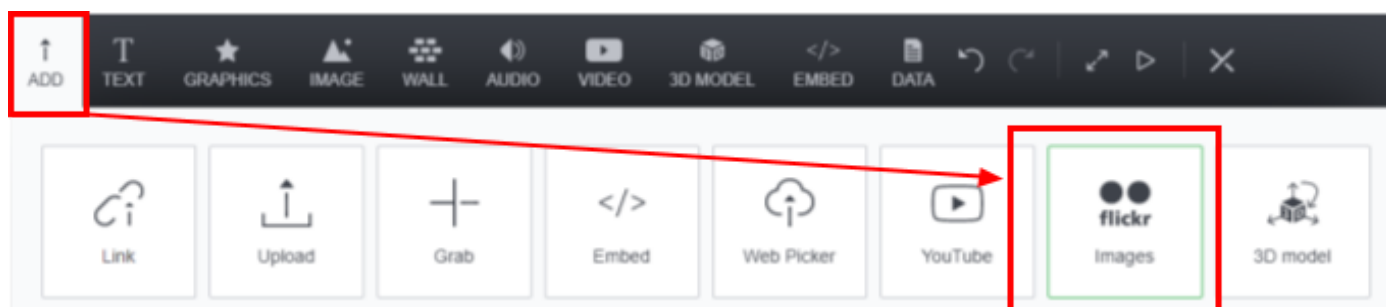 ADD TEXT GRAPHICS IMAGE WALL AUDIO VIDEO 3D MODEL </> EMBED DATA
</>
flickr
Link Upload Grab Embed Web Picker YouTube Images 3D model